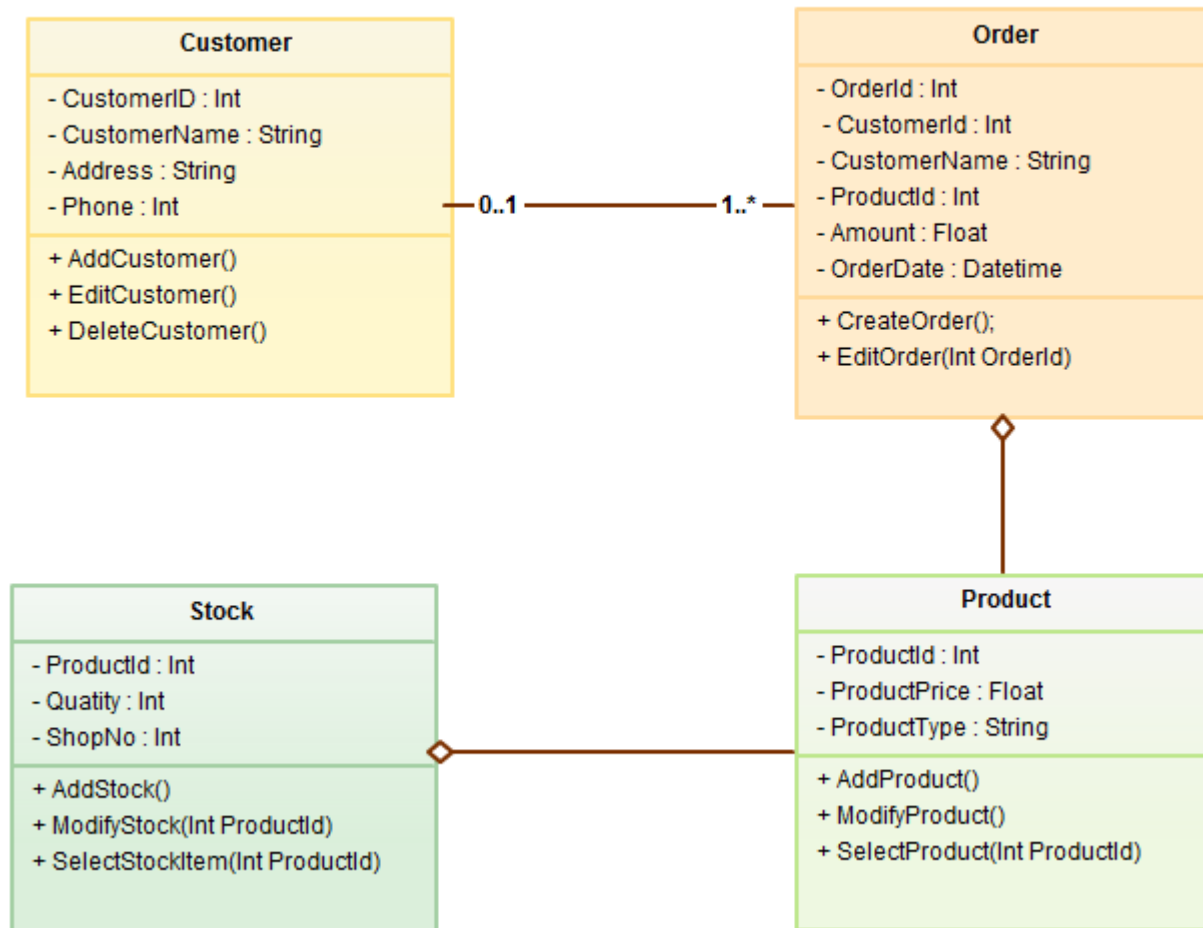 Customer
- CustomerID : Int
- CustomerName : String
- Address : String
- Phone : Int
+ AddCustomer()
+ EditCustomer()
+ DeleteCustomer()
0..1
1..*
Order
- OrderId : Int
- CustomerId : Int
- CustomerName : String
- ProductId : Int
- Amount : Float
- OrderDate : Datetime
+ CreateOrder();
+ EditOrder(Int OrderId)
Stock
- ProductId : Int
- Quatity : Int
- ShopNo : Int
+ AddStock()
+ ModifyStock(Int ProductId)
+ SelectStockItem(Int ProductId)
Product
- ProductId : Int
- ProductPrice : Float
- ProductType : String
+ AddProduct()
+ ModifyProduct()
+ SelectProduct(Int ProductId)